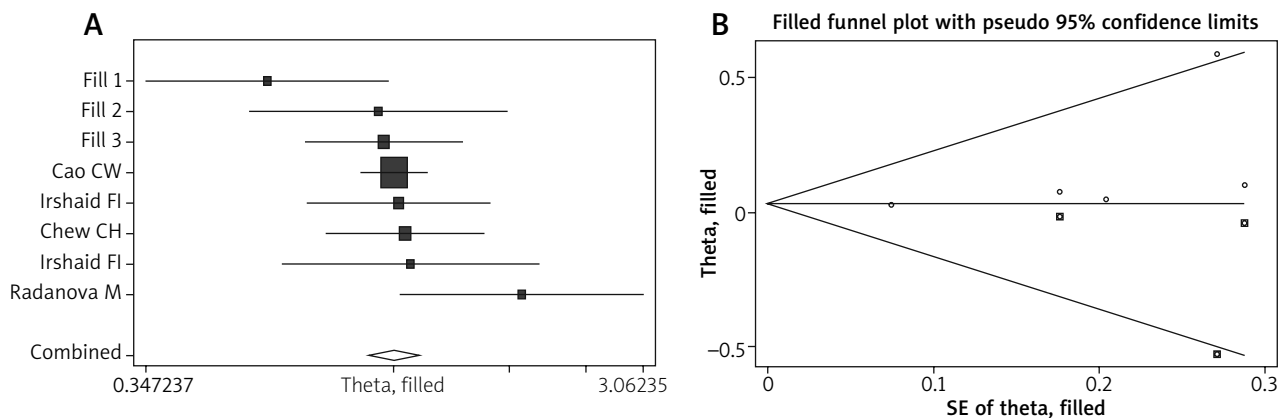 A
Fill 1
Fill 2
Fill 3
Cao CW
Irshaid FI
Chew CH
Irshaid FI
Radanova M
Combined
0.347237
Theta, filled
3.06235
B
Filled funnel plot with pseudo 95% confidence limits
Theta, filled
0.5
0
–0.5
0
0.1
0.2
0.3
SE of theta, filled